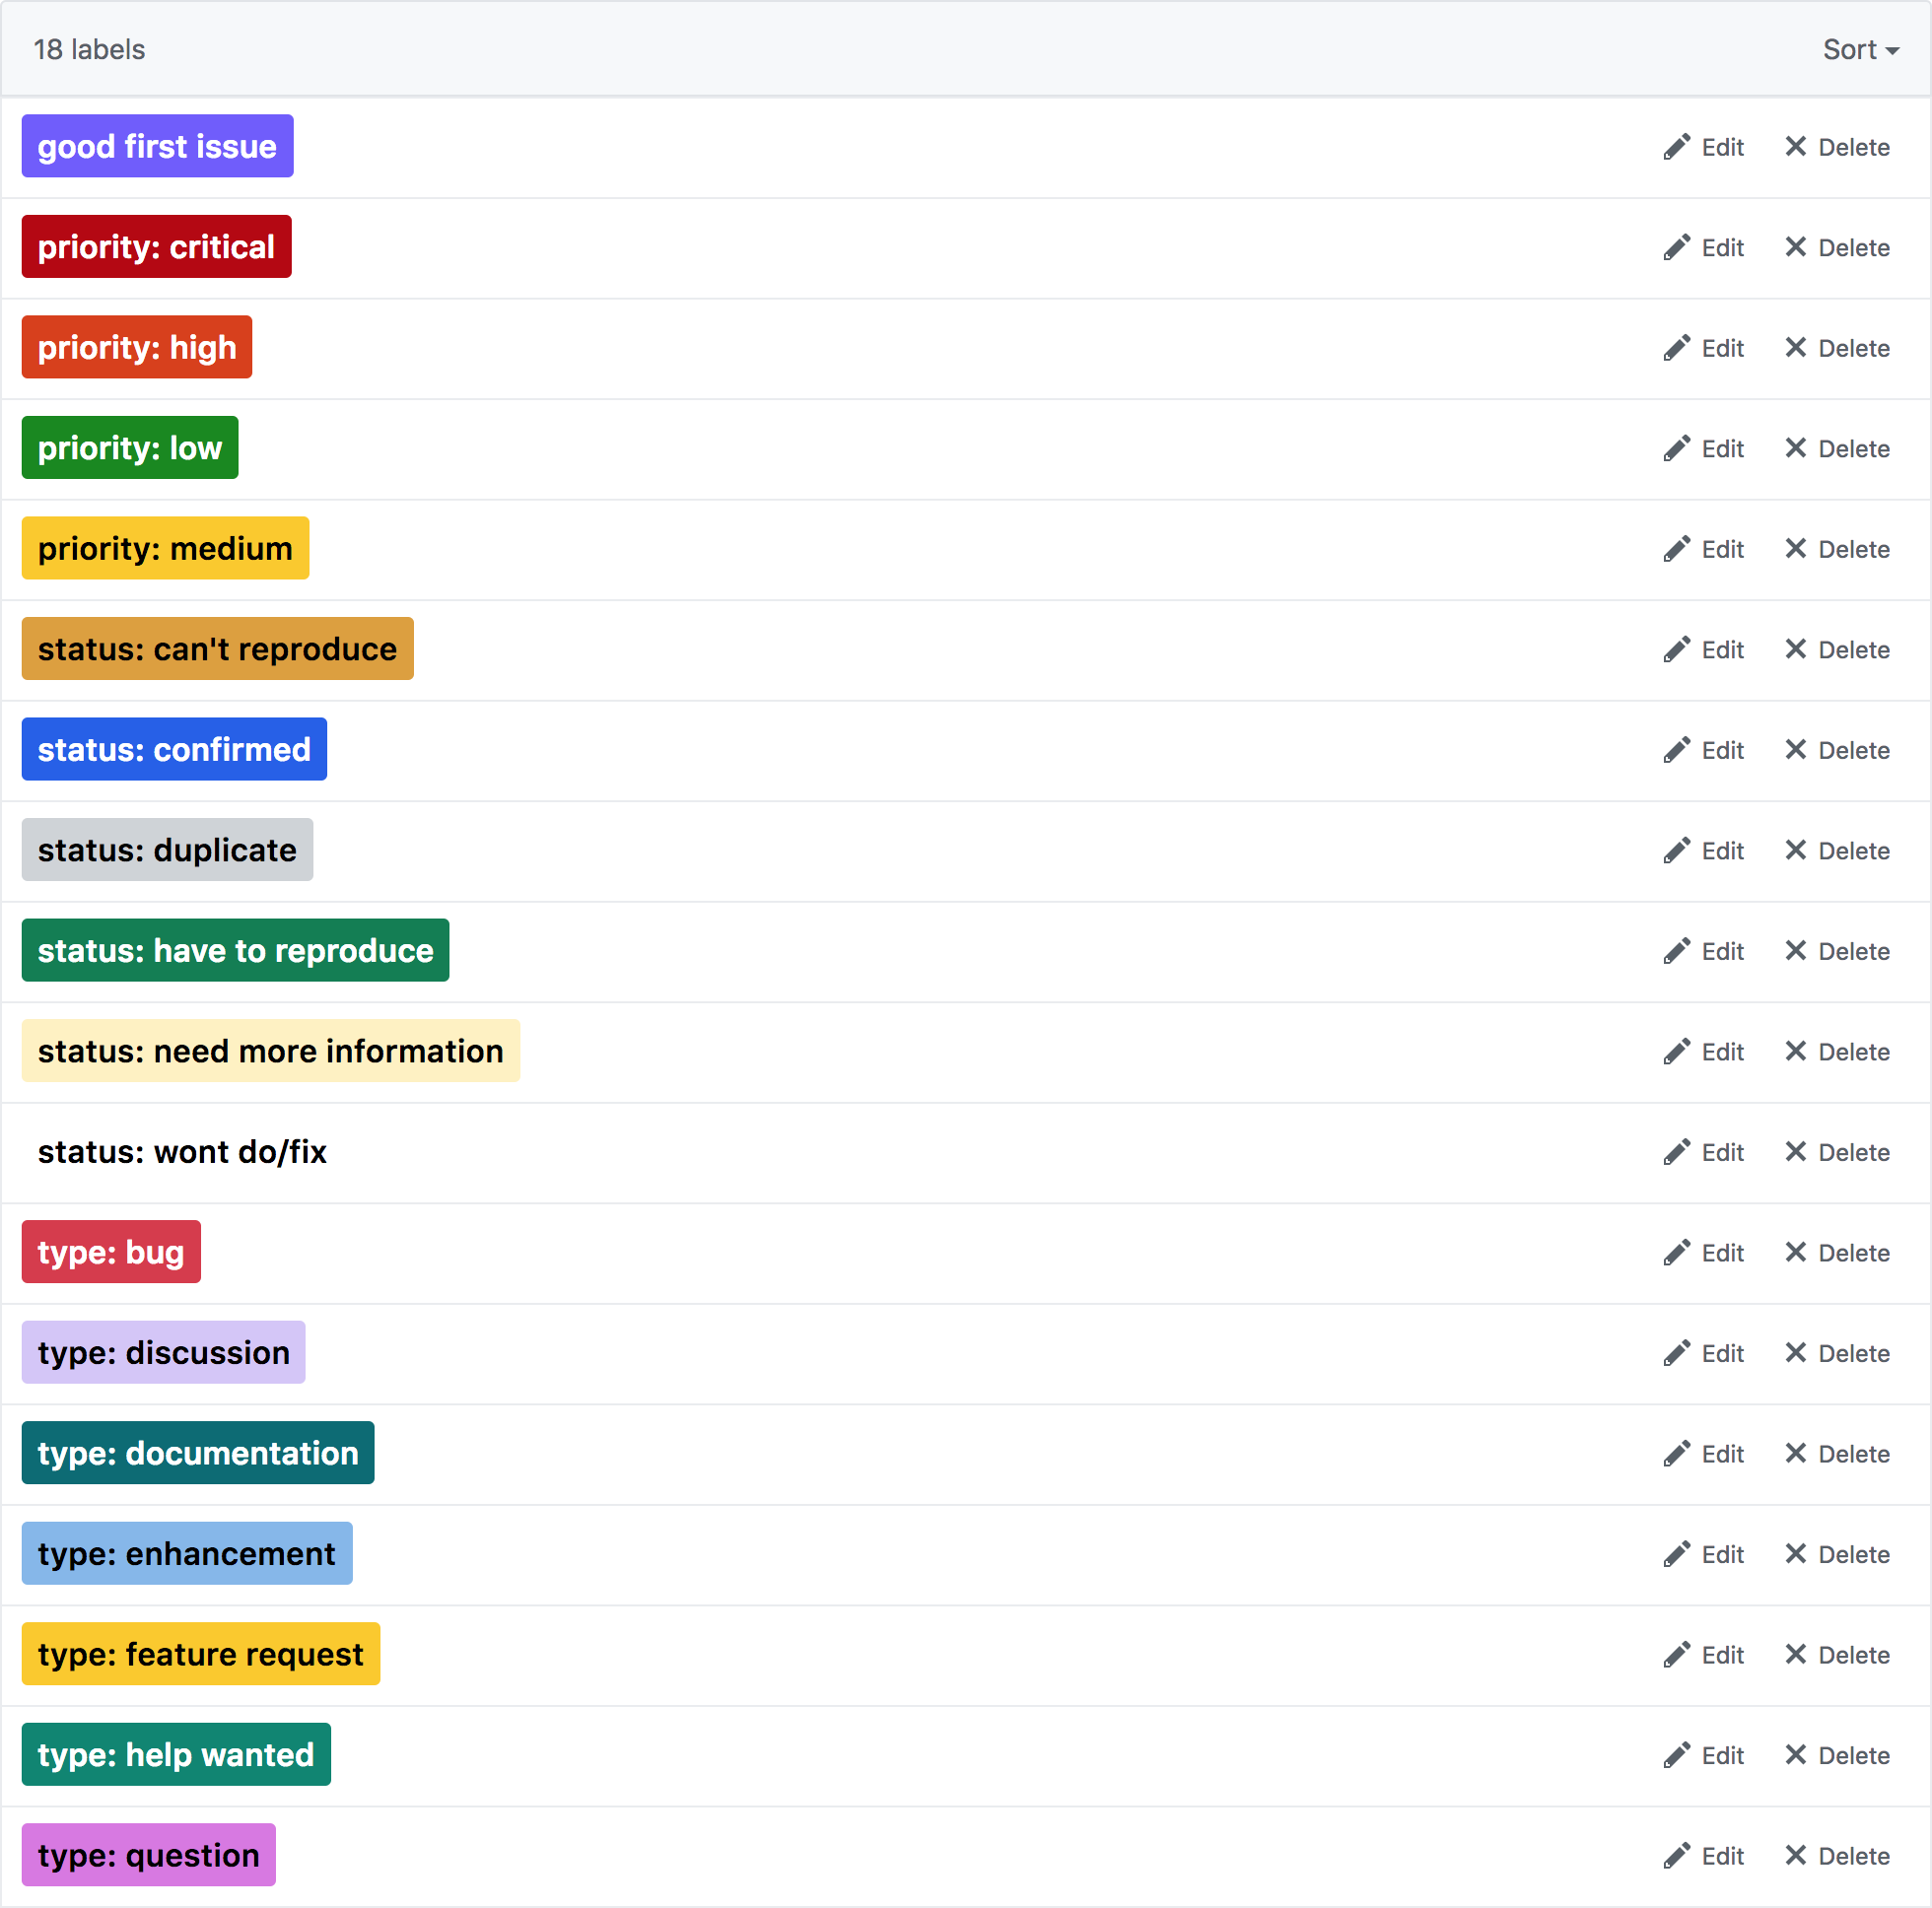 18 labels Sort
good first issue Edit Delete
priority: critical Edit Delete
priority: high Edit Delete
priority: low Edit Delete
priority: medium Edit Delete
status: can't reproduce Edit Delete
status: confirmed Edit Delete
status: duplicate Edit Delete
status: have to reproduce Edit Delete
status: need more information Edit Delete
status: wont do/fix Edit Delete
type: bug Edit Delete
type: discussion Edit Delete
type: documentation Edit Delete
type: enhancement Edit Delete
type: feature request Edit Delete
type: help wanted Edit Delete
type: question Edit Delete